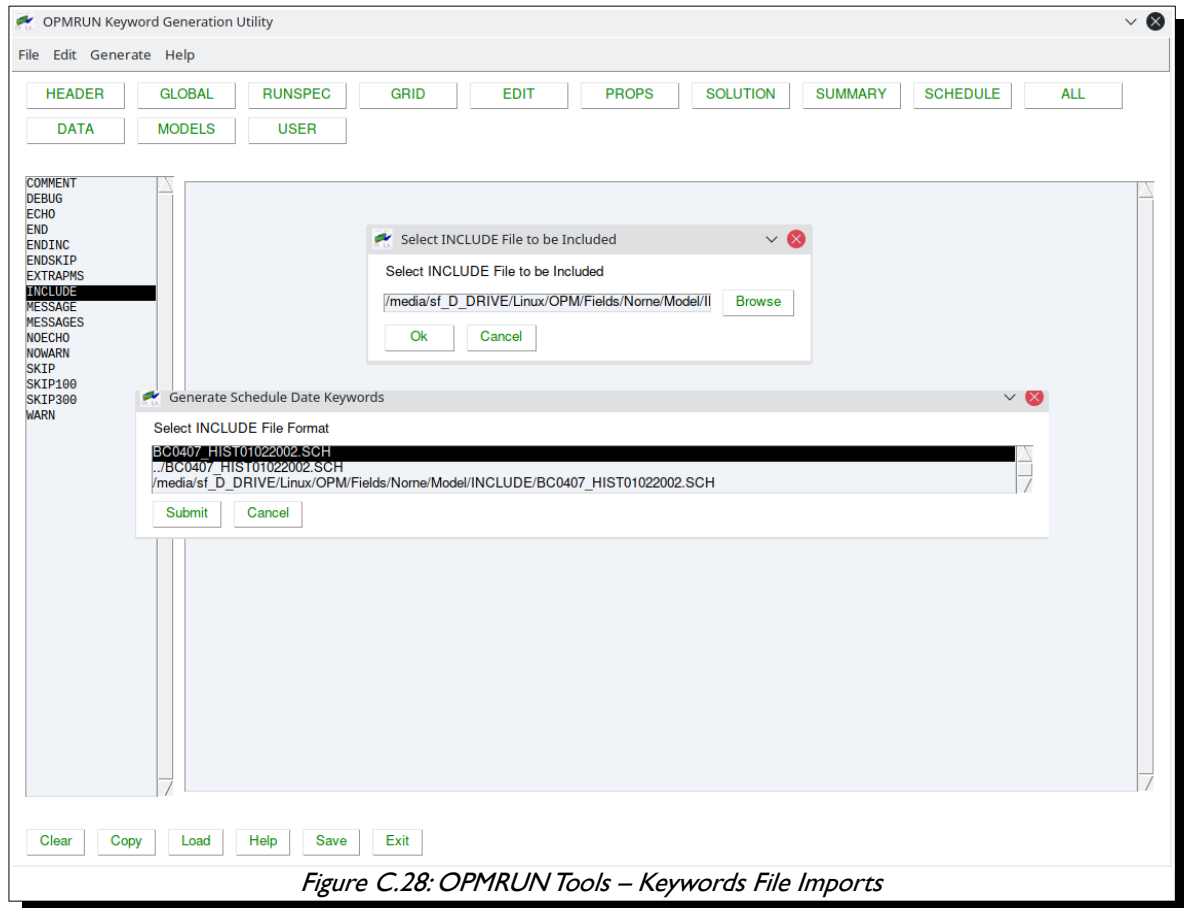 OPMRUN Keyword Generation Utility
File Edit Generate Help
HEADER GLOBAL RUNSPEC GRID EDIT PROPS SOLUTION SUMMARY SCHEDULE ALL
DATA MODELS USER
COMMENT
DEBUG
ECHO
END
ENDINC
ENDSKIP
EXTRAPMS
INCLUDE
MESSAGE
MESSAGES
NOECHO
NOWARN
SKIP
SKIP100
SKIP300
WARN
Select INCLUDE File to be Included
Select INCLUDE File to be Included
/media/sf_D_DRIVE/Linux/OPM/Fields/Norne/Model/II Browse
Ok Cancel
Generate Schedule Date Keywords
Select INCLUDE File Format
BC0407_HIST01022002.SCH
../BC0407_HIST01022002.SCH
/media/sf_D_DRIVE/Linux/OPM/Fields/Norne/Model/INCLUDE/BC0407_HIST01022002.SCH
Submit Cancel
Clear Copy Load Help Save Exit
Figure C.28: OPMRUN Tools – Keywords File Imports